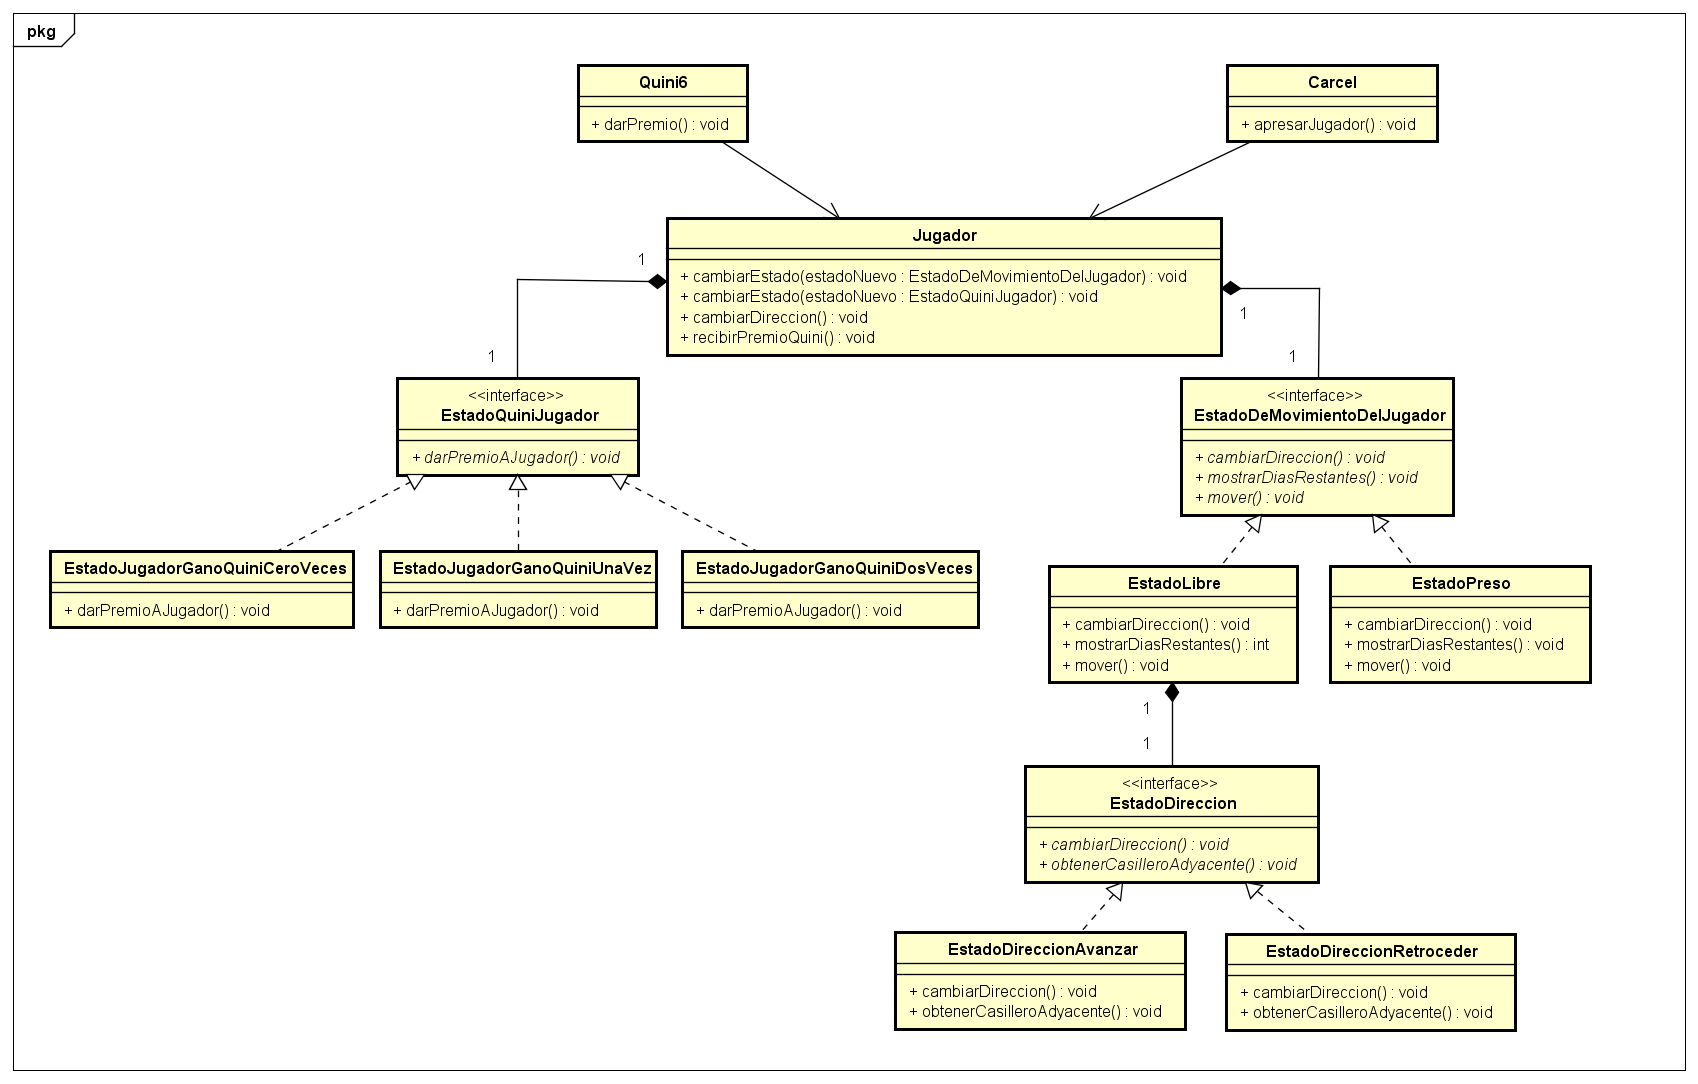 pkg
Quini6
+ darPremio() : void
Carcel
+ apresarJugador() : void
Jugador
+ cambiarEstado(estadoNuevo : EstadoDeMovimientoDelJugador) : void
+ cambiarEstado(estadoNuevo : EstadoQuiniJugador) : void
+ cambiarDireccion() : void
+ recibirPremioQuini() : void
1
1
1
1
<<interface>>
EstadoQuiniJugador
+ darPremioAJugador() : void
<<interface>>
EstadoDeMovimientoDelJugador
+ cambiarDireccion() : void
+ mostrarDiasRestantes() : void
+ mover() : void
EstadoJugadorGanoQuiniCeroVeces
+ darPremioAJugador() : void
EstadoJugadorGanoQuiniUnaVez
+ darPremioAJugador() : void
EstadoJugadorGanoQuiniDosVeces
+ darPremioAJugador() : void
EstadoLibre
+ cambiarDireccion() : void
+ mostrarDiasRestantes() : int
+ mover() : void
EstadoPreso
+ cambiarDireccion() : void
+ mostrarDiasRestantes() : void
+ mover() : void
1
1
<<interface>>
EstadoDireccion
+ cambiarDireccion() : void
+ obtenerCasilleroAdyacente() : void
EstadoDireccionAvanzar
+ cambiarDireccion() : void
+ obtenerCasilleroAdyacente() : void
EstadoDireccionRetroceder
+ cambiarDireccion() : void
+ obtenerCasilleroAdyacente() : void